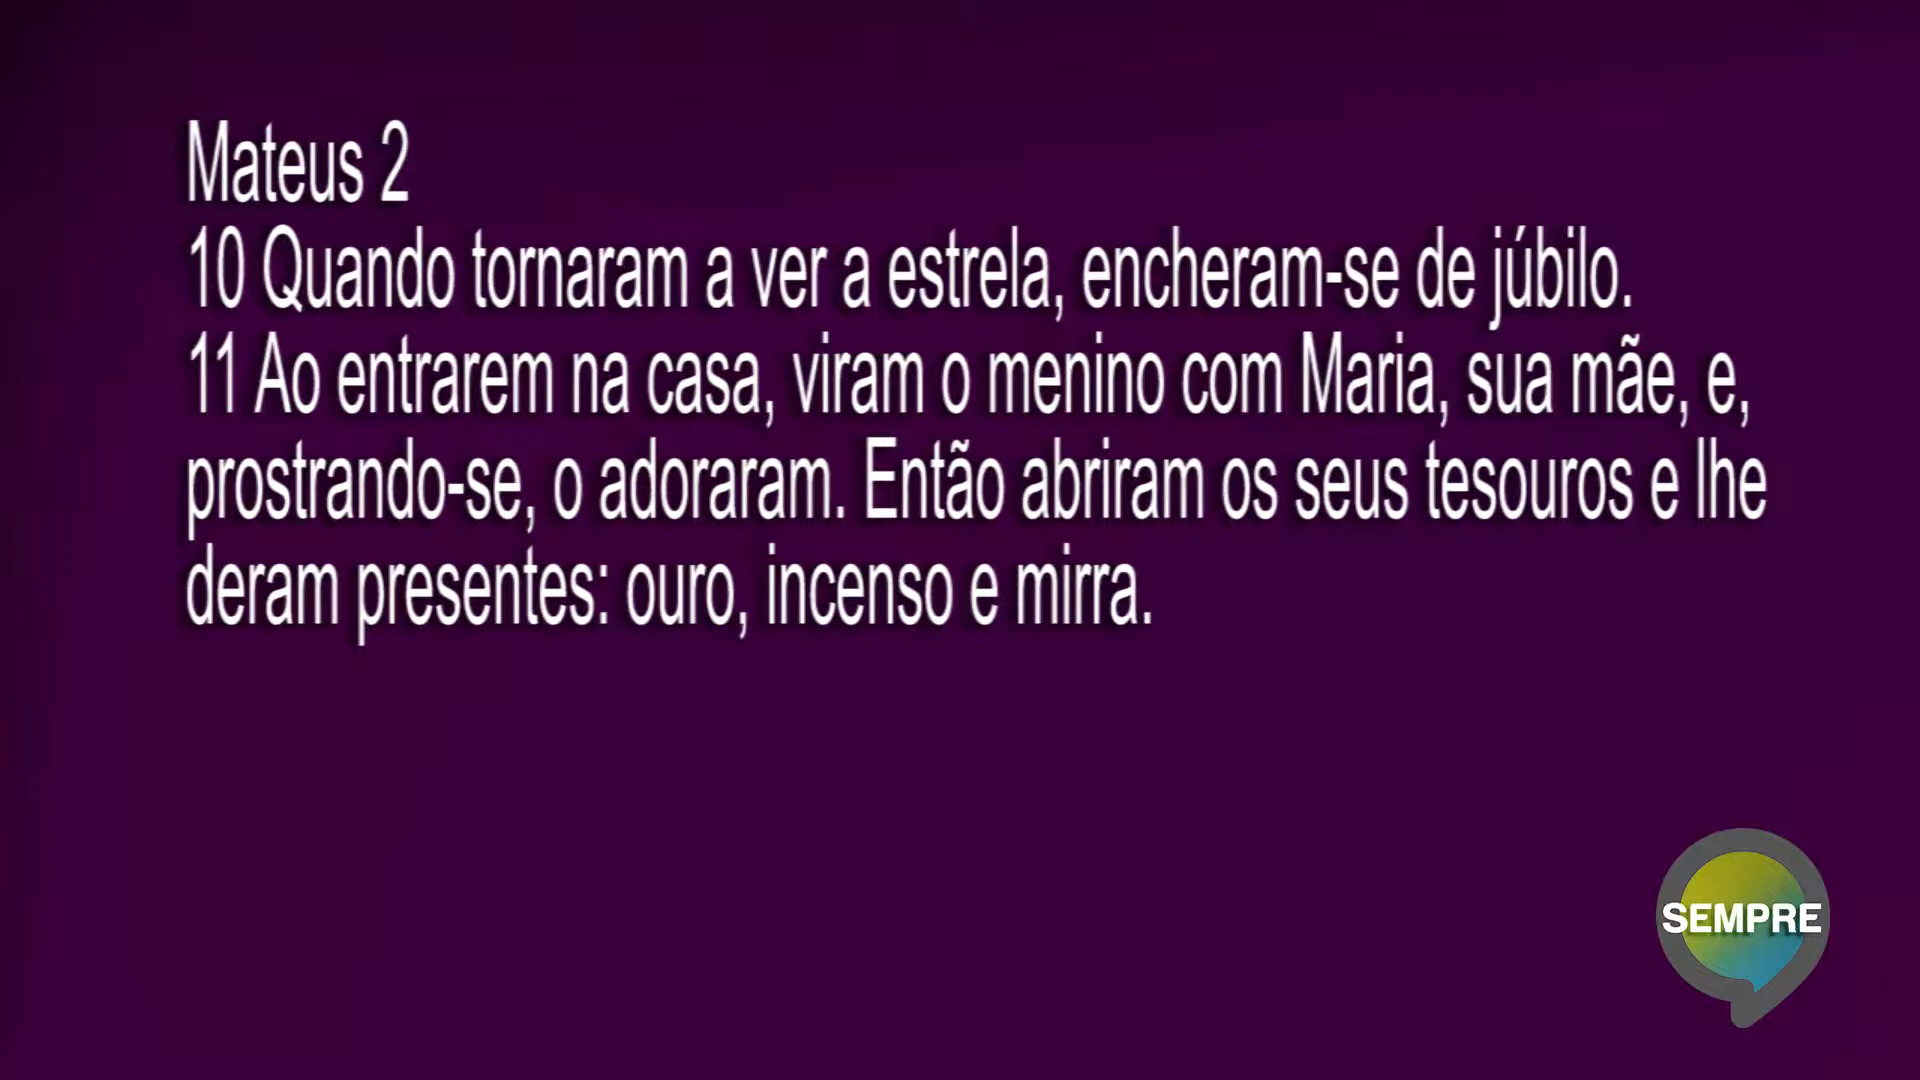 Mateus 2
10 Quando tornaram a ver a estrela, encheram-se de júbilo.
11 Ao entrarem na casa, viram o menino com Maria, sua mãe, e,
prostrando-se, o adoraram. Então abriram os seus tesouros e lhe
deram presentes: ouro, incenso e mirra.
SEMPRE